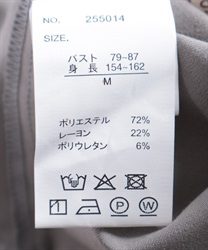 NO. 255014
SIZE.
バスト 79-87
身 長 154-162
M
ポリエステル 72%
レーヨン 22%
ポリウレタン 6%
P W